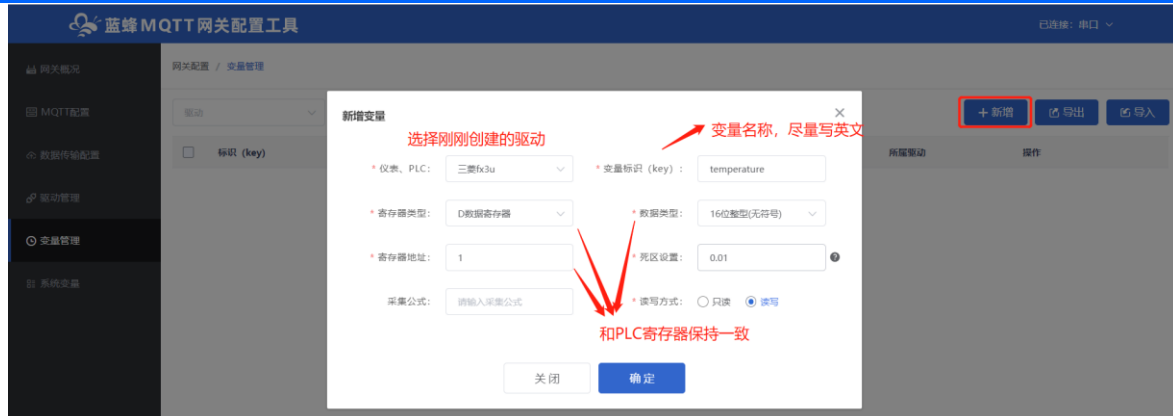 蓝蜂MQTT网关配置工具
已连接：串口
网关概况
网关配置 / 变量管理
MQTT配置
驱动
新增变量
+ 新增
导出
导入
选择刚刚创建的驱动
变量名称，尽量写英文
数据传输配置
标识 (key)
所属驱动
操作
* 仪表、PLC:
三菱fx3u
* 变量标识 (key) :
temperature
驱动管理
* 寄存器类型:
D数据寄存器
* 数据类型:
16位整型(无符号)
变量管理
* 寄存器地址:
1
* 死区设置:
0.01
系统变量
采集公式:
请输入采集公式
* 读写方式:
只读
读写
和PLC寄存器保持一致
关闭
确定